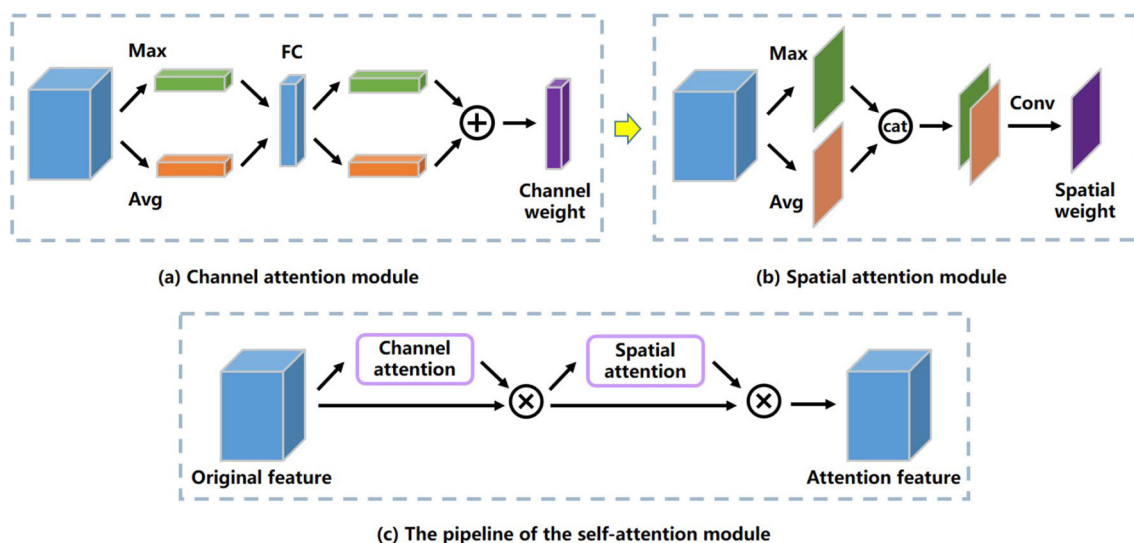 Max
FC
Avg
+
Channel
weight
(a) Channel attention module
Max
cat
Conv
Avg
Spatial
weight
(b) Spatial attention module
Channel
attention
Spatial
attention
×
×
Original feature
Attention feature
(c) The pipeline of the self-attention module